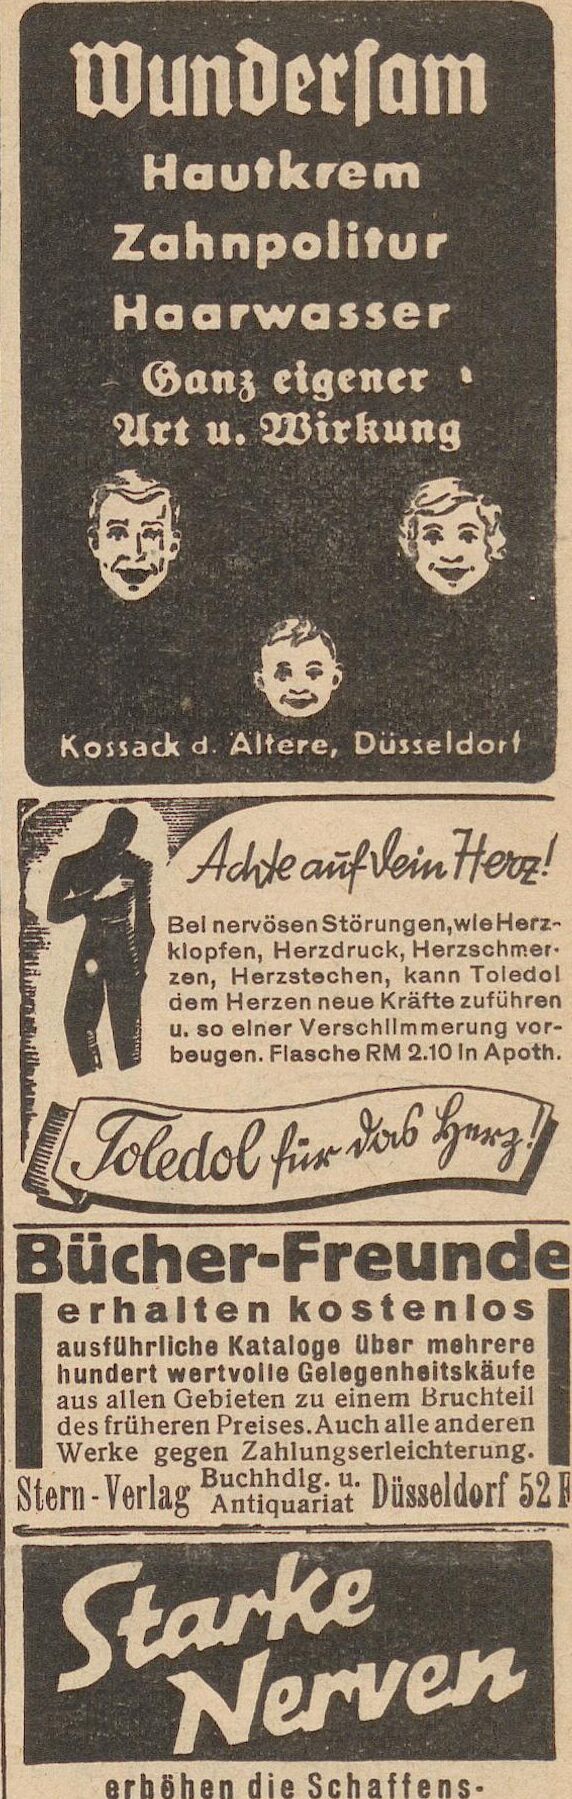 Wundersam
Hautkrem
Zahnpolitur
Haarwasser
Ganz eigener
Art u. Wirkung
Kossack d. Ältere, Düsseldorf
Achte auf dein Herz!
Bei nervösen Störungen, wie Herz-
klopfen, Herzdruck, Herzschmer-
zen, Herzstechen, kann Toledol
dem Herzen neue Kräfte zuführen
u. so einer Verschlimmerung vor-
beugen. Flasche RM 2.10 in Apoth.
Toledol für das Herz!
Bücher-Freunde
erhalten kostenlos
ausführliche Kataloge über mehrere
hundert wertvolle Gelegenheitskäufe
aus allen Gebieten zu einem Bruchteil
des früheren Preises. Auch alle anderen
Werke gegen Zahlungserleichterung.
Stern-Verlag Buchhdlg. u. Antiquariat Düsseldorf 52
Starke
Nerven
erhöhen die Schaffens-